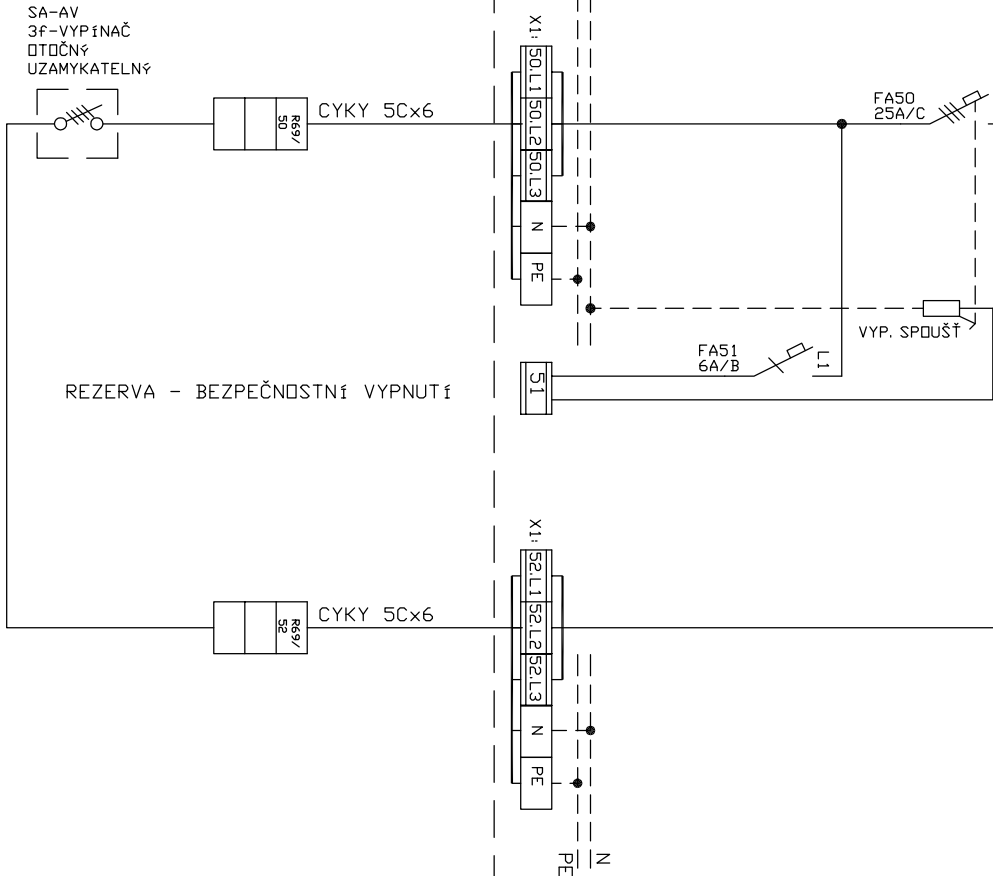 SA-AV
3f-VYPÍNAČ
OTOČNÝ
UZAMYKATELNÝ
R69/
50
CYKY 5Cx6
X1:
50.L1
50.L2
50.L3
N
PE
FA50
25A/C
VYP. SPOUŠŤ
FA51
6A/B
L1
51
REZERVA - BEZPEČNOSTNÍ VYPNUTÍ
X1:
52.L1
52.L2
52.L3
N
PE
R69/
52
CYKY 5Cx6
PE
N